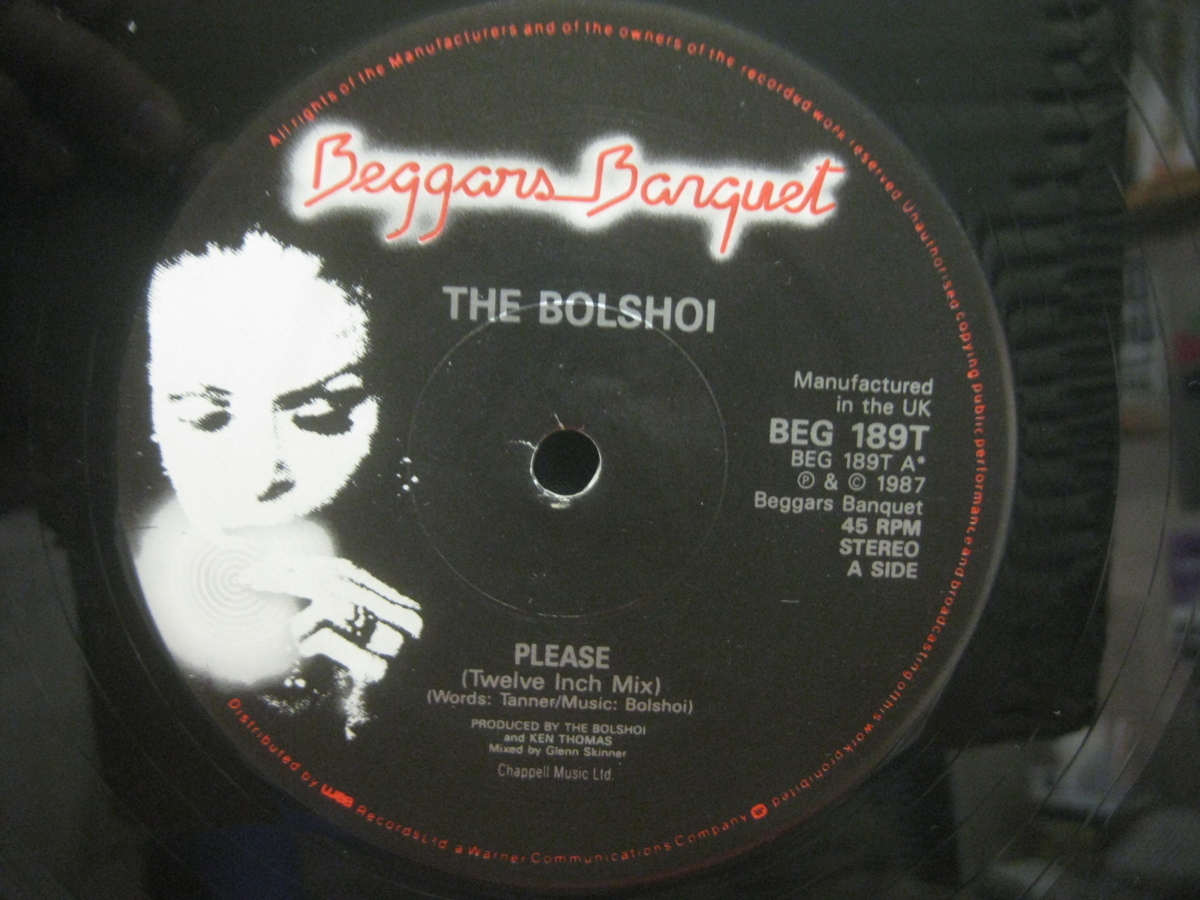 All rights of the Manufacturers and of the owners of the recorded work reserved Unauthorised copying public performance and broadcasting of this work prohibited
Beggars Banquet
THE BOLSHOI
Manufactured
in the UK
BEG 189T
BEG 189T A*
℗ & © 1987
Beggars Banquet
45 RPM
STEREO
A SIDE
PLEASE
(Twelve Inch Mix)
(Words: Tanner/Music: Bolshoi)
PRODUCED BY THE BOLSHOI
and KEN THOMAS
Mixed by Glenn Skinner
Chappell Music Ltd.
Distributed by wea Records Ltd a Warner Communications Company